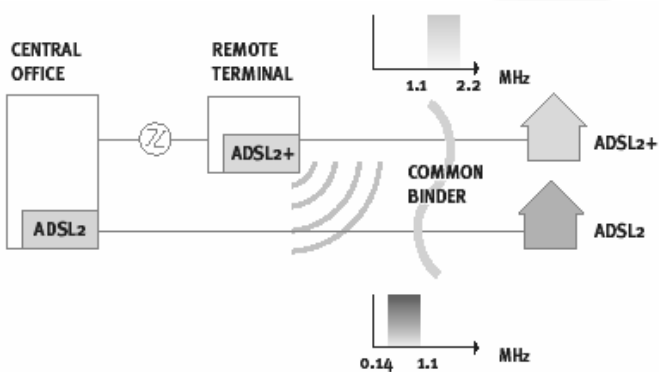 CENTRAL
OFFICE
REMOTE
TERMINAL
1.1 2.2 MHz
ADSL2+
ADSL2+
COMMON
BINDER
ADSL2
ADSL2
0.14 1.1 MHz